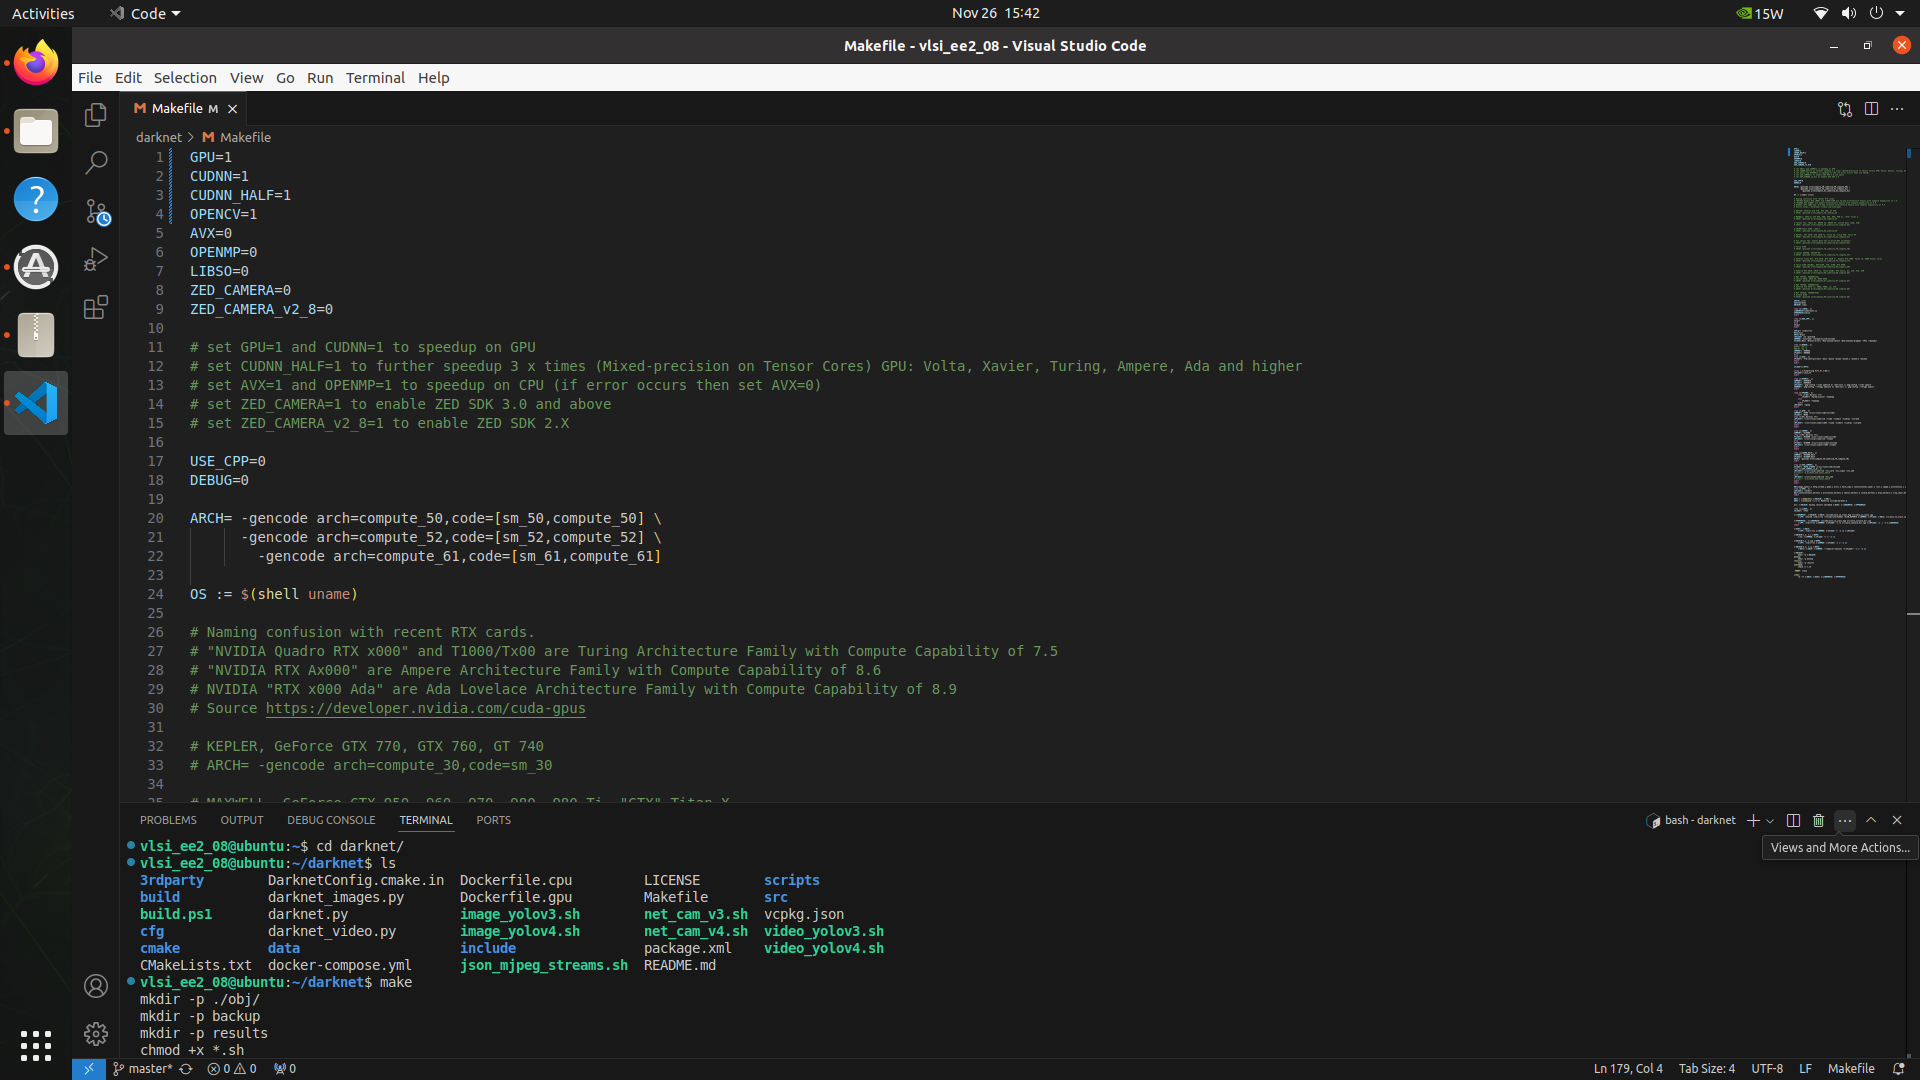 Activities
Code
Nov 26 15:42
15W
Makefile - vlsi_ee2_08 - Visual Studio Code
File Edit Selection View Go Run Terminal Help
M Makefile M
darknet > M Makefile
1 GPU=1
2 CUDNN=1
3 CUDNN_HALF=1
4 OPENCV=1
5 AVX=0
6 OPENMP=0
7 LIBSO=0
8 ZED_CAMERA=0
9 ZED_CAMERA_v2_8=0
10
11 # set GPU=1 and CUDNN=1 to speedup on GPU
12 # set CUDNN_HALF=1 to further speedup 3 x times (Mixed-precision on Tensor Cores) GPU: Volta, Xavier, Turing, Ampere, Ada and higher
13 # set AVX=1 and OPENMP=1 to speedup on CPU (if error occurs then set AVX=0)
14 # set ZED_CAMERA=1 to enable ZED SDK 3.0 and above
15 # set ZED_CAMERA_v2_8=1 to enable ZED SDK 2.X
16
17 USE_CPP=0
18 DEBUG=0
19
20 ARCH= -gencode arch=compute_50,code=[sm_50,compute_50] \
21 -gencode arch=compute_52,code=[sm_52,compute_52] \
22 -gencode arch=compute_61,code=[sm_61,compute_61]
23
24 OS := $(shell uname)
25
26 # Naming confusion with recent RTX cards.
27 # "NVIDIA Quadro RTX x000" and T1000/Tx00 are Turing Architecture Family with Compute Capability of 7.5
28 # "NVIDIA RTX Ax000" are Ampere Architecture Family with Compute Capability of 8.6
29 # NVIDIA "RTX x000 Ada" are Ada Lovelace Architecture Family with Compute Capability of 8.9
30 # Source https://developer.nvidia.com/cuda-gpus
31
32 # KEPLER, GeForce GTX 770, GTX 760, GT 740
33 # ARCH= -gencode arch=compute_30,code=sm_30
34
35 # MAXWELL, GeForce GTX 950, 960, 970, 980, 980 Ti, "GTX" Titan X
PROBLEMS OUTPUT DEBUG CONSOLE TERMINAL PORTS
bash - darknet
Views and More Actions...
vlsi_ee2_08@ubuntu:~$ cd darknet/
vlsi_ee2_08@ubuntu:~/darknet$ ls
3rdparty DarknetConfig.cmake.in Dockerfile.cpu LICENSE scripts
build darknet_images.py Dockerfile.gpu Makefile src
build.ps1 darknet.py image_yolov3.sh net_cam_v3.sh vcpkg.json
cfg darknet_video.py image_yolov4.sh net_cam_v4.sh video_yolov3.sh
cmake data include package.xml video_yolov4.sh
CMakeLists.txt docker-compose.yml json_mjpeg_streams.sh README.md
vlsi_ee2_08@ubuntu:~/darknet$ make
mkdir -p ./obj/
mkdir -p backup
mkdir -p results
chmod +x *.sh
master* 0 0 0
Ln 179, Col 4 Tab Size: 4 UTF-8 LF Makefile